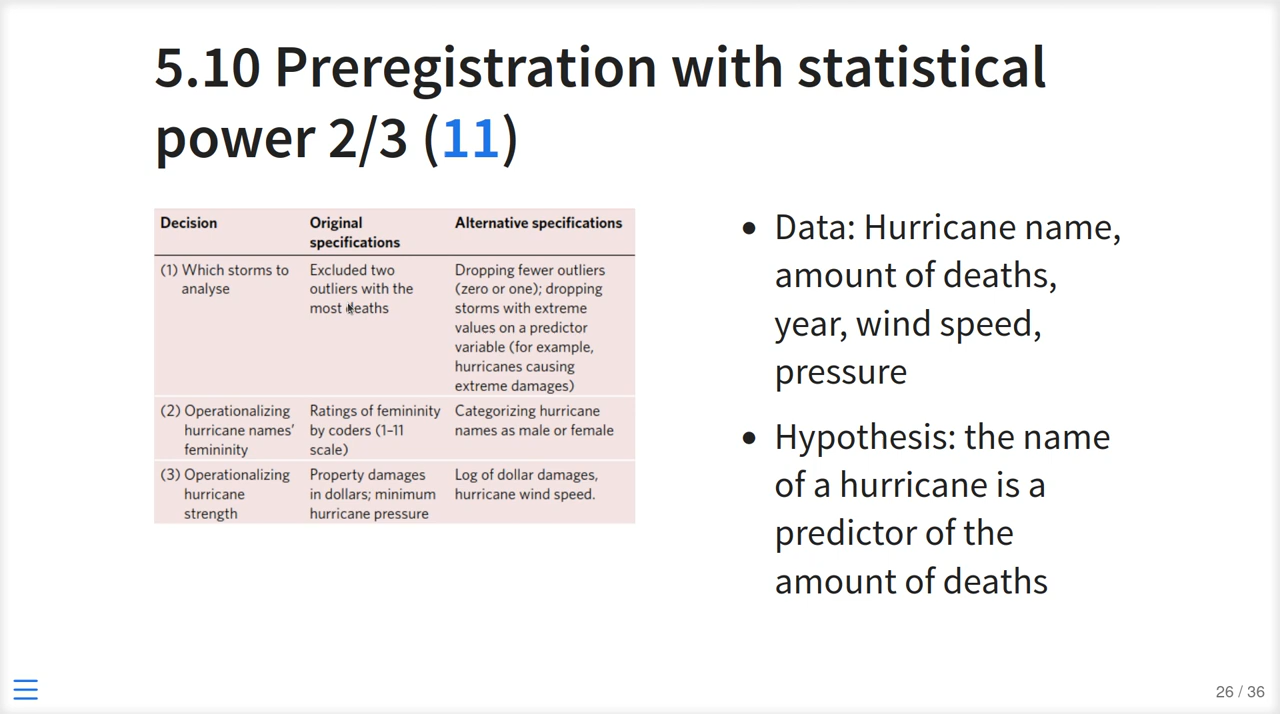 5.10 Preregistration with statistical
power 2/3 (11)
Decision
Original
specifications
Alternative specifications
(1) Which storms to
analyse
Excluded two
outliers with the
most deaths
Dropping fewer outliers
(zero or one); dropping
storms with extreme
values on a predictor
variable (for example,
hurricanes causing
extreme damages)
(2) Operationalizing
hurricane names’
femininity
Ratings of femininity
by coders (1–11
scale)
Categorizing hurricane
names as male or female
(3) Operationalizing
hurricane
strength
Property damages
in dollars; minimum
hurricane pressure
Log of dollar damages,
hurricane wind speed.
• Data: Hurricane name,
amount of deaths,
year, wind speed,
pressure
• Hypothesis: the name
of a hurricane is a
predictor of the
amount of deaths
26 / 36